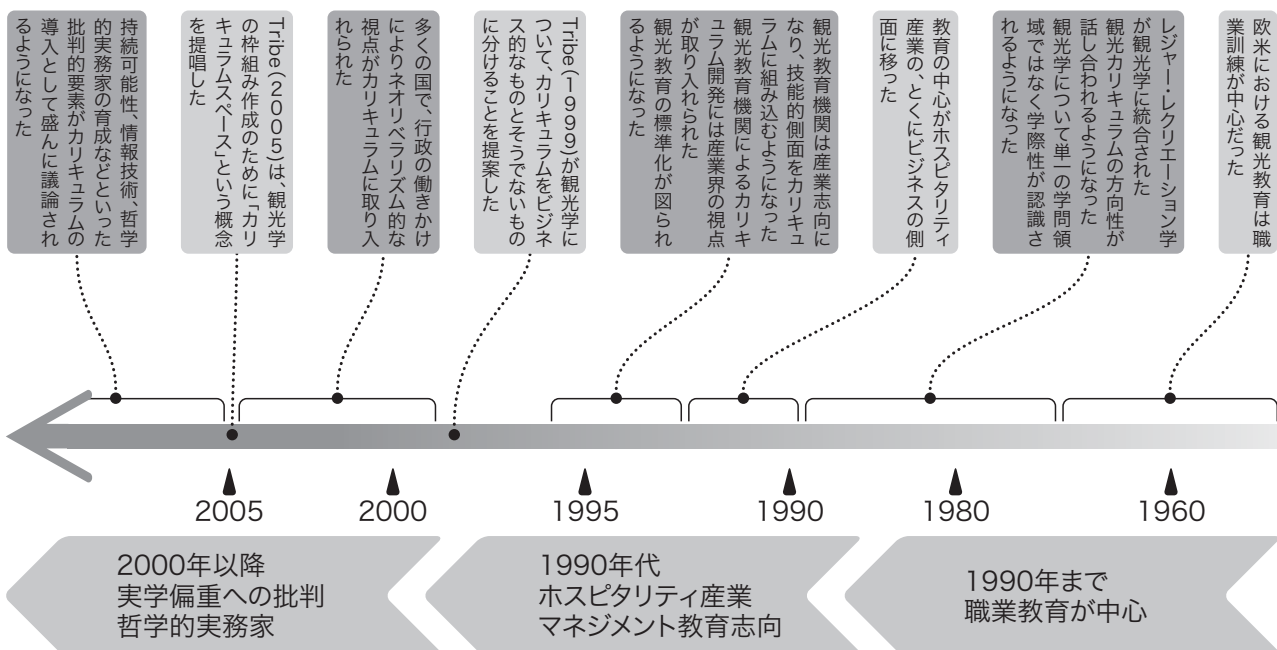 欧米における観光教育は職
業訓練が中心だった
レジャー・レクリエーション学
が観光学に統合された
観光カリキュラムの方向性が
話し合われるようになった
観光学について単一の学問領
域ではなく学際性が認識さ
れるようになった
教育の中心がホスピタリティ
産業の、とくにビジネスの側
面に移った
観光教育機関は産業志向に
なり、技能的側面をカリキュ
ラムに組み込むようになった
観光教育機関によるカリキ
ュラム開発には産業界の視点
が取り入れられた
観光教育の標準化が図られ
るようになった
Tribe(1999)が観光学に
ついて、カリキュラムをビジネ
ス的なものとそうでないもの
に分けることを提案した
多くの国で、行政の働きかけ
によりネオリベラリズム的な
視点がカリキュラムに取り入
れられた
Tribe(2005)は、観光学
の枠組み作成のために「カリ
キュラムスペース」という概念
を提唱した
持続可能性、情報技術、哲学
的実務家の育成などといった
批判的要素がカリキュラムの
導入として盛んに議論され
るようになった
2005
2000
1995
1990
1980
1960
2000年以降
実学偏重への批判
哲学的実務家
1990年代
ホスピタリティ産業
マネジメント教育志向
1990年まで
職業教育が中心